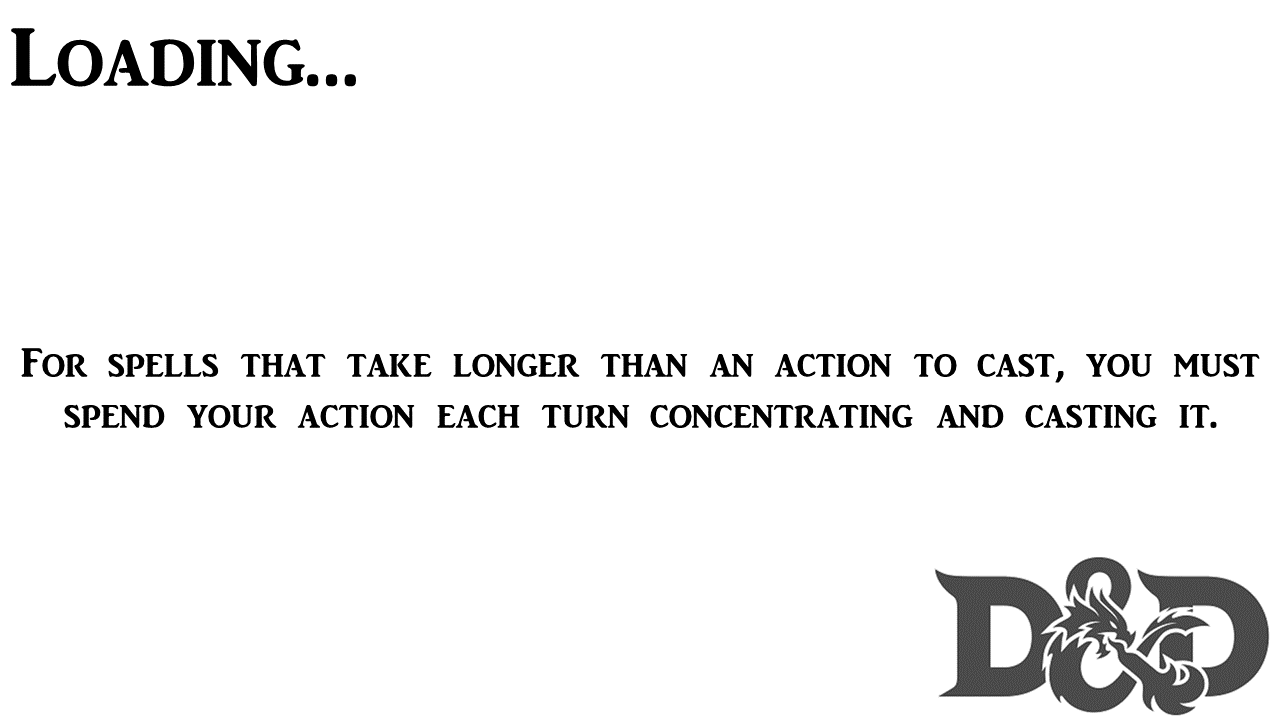 Loading...
For spells that take longer than an action to cast, you must
spend your action each turn concentrating and casting it.
D&D